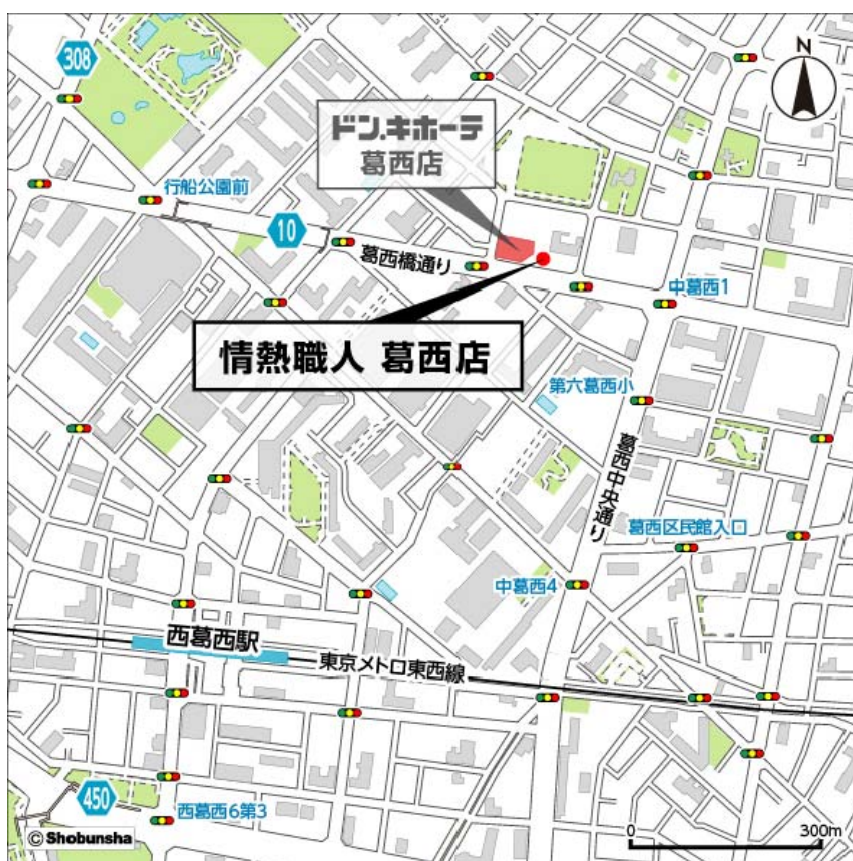 308
N
ドン.キホーテ
葛西店
行船公園前
10
葛西橋通り
中葛西1
情熱職人 葛西店
第六葛西小
葛西中央通り
葛西区民館入口
中葛西4
西葛西駅
東京メトロ東西線
450
西葛西6第3
© Shobunsha
0 300m